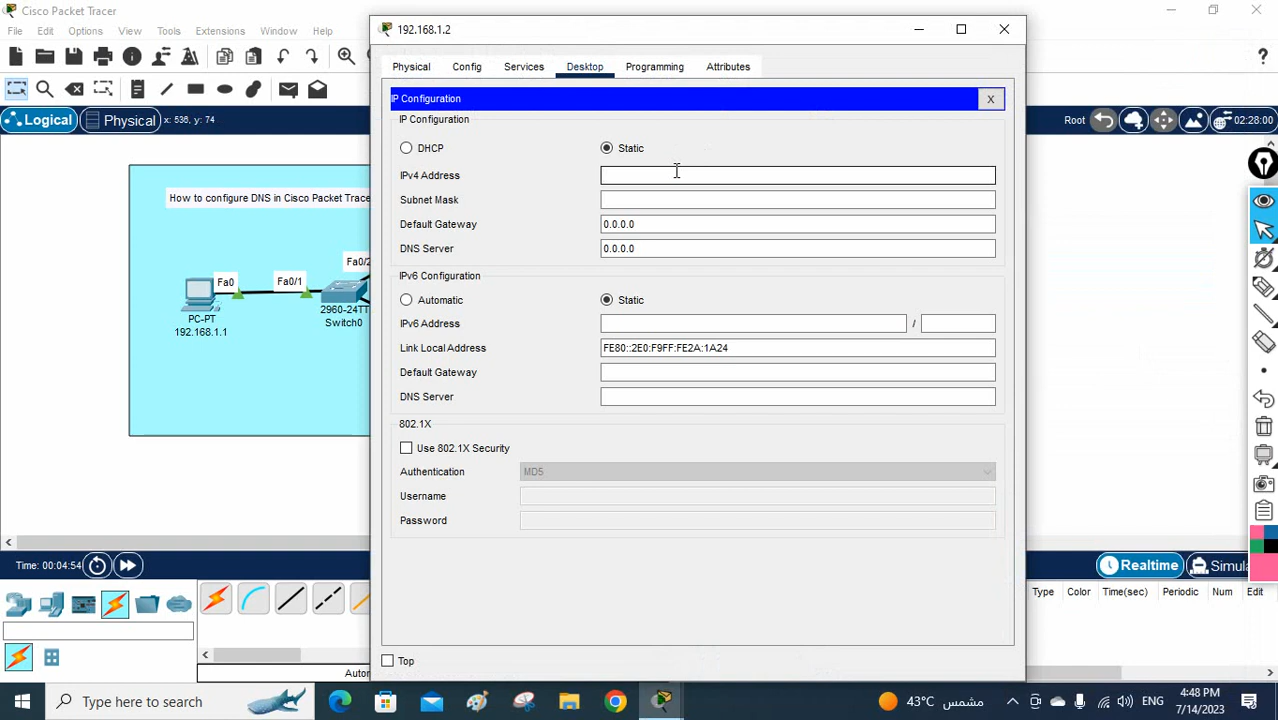 Cisco Packet Tracer
File Edit Options View Tools Extensions Window Help
Logical Physical x: 536, y: 74
Root 02:28:00
How to configure DNS in Cisco Packet Trace
Fa0/2
Fa0 Fa0/1
PC-PT
192.168.1.1
2960-24TT
Switch0
192.168.1.2
Physical Config Services Desktop Programming Attributes
IP Configuration X
IP Configuration
DHCP Static
IPv4 Address
Subnet Mask
Default Gateway 0.0.0.0
DNS Server 0.0.0.0
IPv6 Configuration
Automatic Static
IPv6 Address /
Link Local Address FE80::2E0:F9FF:FE2A:1A24
Default Gateway
DNS Server
802.1X
Use 802.1X Security
Authentication MD5
Username
Password
Top
Time: 00:04:54
Realtime Simula
Type Color Time(sec) Periodic Num Edit
Autor
Type here to search
43°C مشمس ENG
4:48 PM
7/14/2023